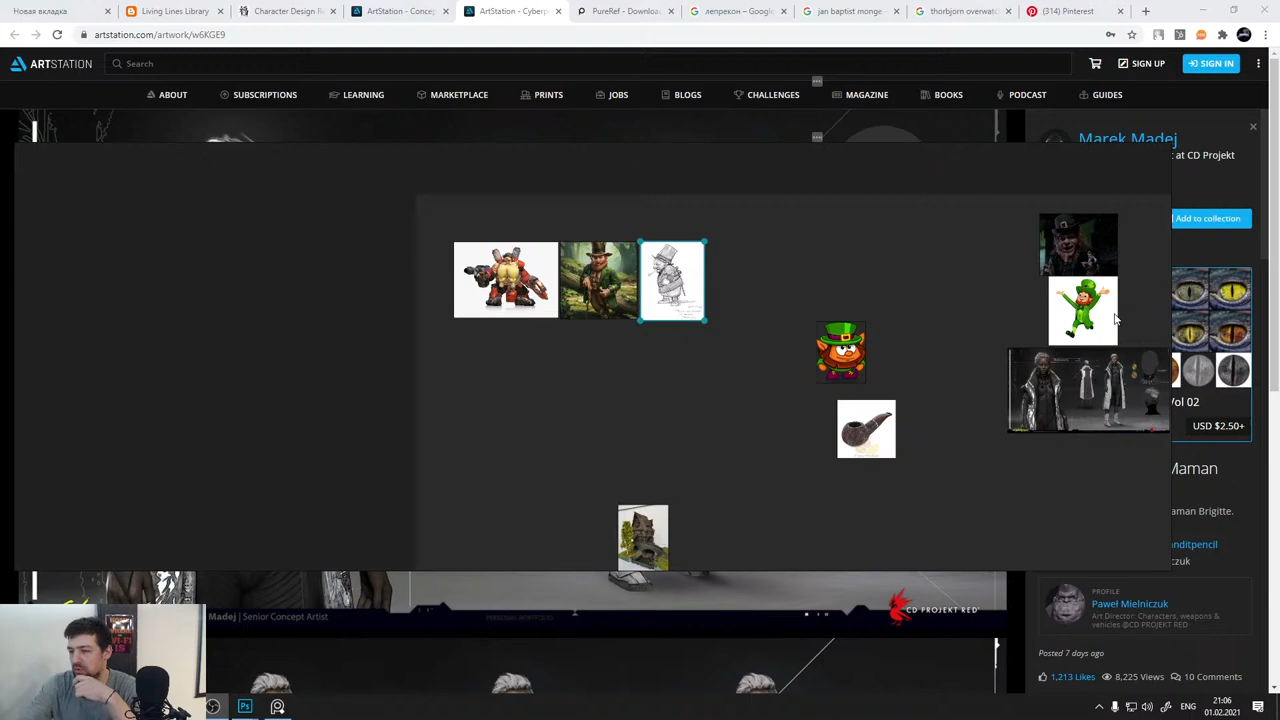 Новая вкладка
Living Lines Library
Character Design Re
ArtStation - Concep
ArtStation - Cyberp
PureRef - Downloa
лепрекон – Google
jan baptist monge -
thorbjorn overwatc
(314) Pinterest
artstation.com/artwork/w6KGE9
ARTSTATION
Search
SIGN UP
SIGN IN
ABOUT
SUBSCRIPTIONS
LEARNING
MARKETPLACE
PRINTS
JOBS
BLOGS
CHALLENGES
MAGAZINE
BOOKS
PODCAST
GUIDES
Marek Madej
t at CD Projekt
Add to collection
Vol 02
USD $2.50+
Maman
aman Brigitte.
anditpencil
czuk
Madej | Senior Concept Artist
CD PROJEKT RED
PROFILE
Paweł Mielniczuk
Art Director: Characters, weapons &
vehicles @CD PROJEKT RED
Posted 7 days ago
1,213 Likes
8,225 Views
10 Comments
Ps
ENG
21:06
01.02.2021